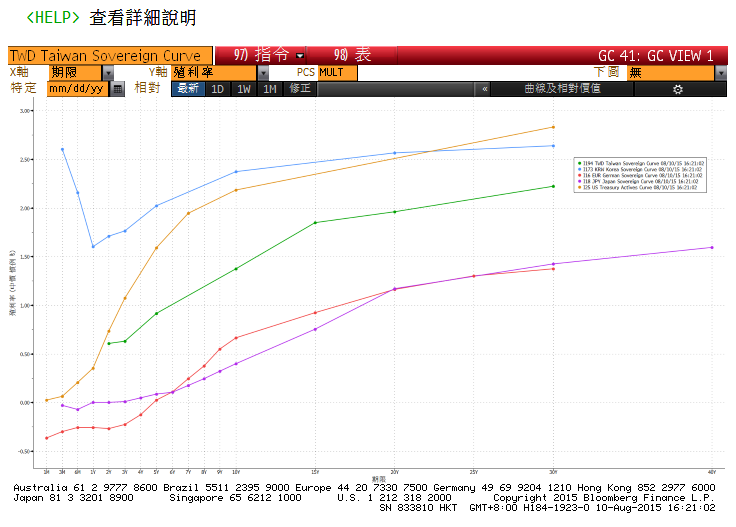 <HELP> 查看詳細說明
TWD Taiwan Sovereign Curve 97) 指令 98) 表 GC 41: GC VIEW 1
X軸 期限 Y軸 殖利率 PCS MULT 下圖 無
特定 mm/dd/yy 相對 最新 1D 1W 1M 修正 « 曲線及相對價值
3.00
2.50
2.00
1.50
1.00
0.50
0.00
-0.50
I194 TWD Taiwan Sovereign Curve 08/10/15 16:21:02
I173 KRW Korea Sovereign Curve 08/10/15 16:21:02
I16 EUR German Sovereign Curve 08/10/15 16:21:02
I18 JPY Japan Sovereign Curve 08/10/15 16:21:02
I25 US Treasury Actives Curve 08/10/15 16:21:02
1M 3M 6M 1Y 2Y 3Y 4Y 5Y 6Y 7Y 8Y 9Y 10Y 15Y 20Y 25Y 30Y 40Y
期限
Australia 61 2 9777 8600 Brazil 5511 2395 9000 Europe 44 20 7330 7500 Germany 49 69 9204 1210 Hong Kong 852 2977 6000
Japan 81 3 3201 8900 Singapore 65 6212 1000 U.S. 1 212 318 2000 Copyright 2015 Bloomberg Finance L.P.
SN 833810 HKT GMT+8:00 H184-1923-0 10-Aug-2015 16:21:02